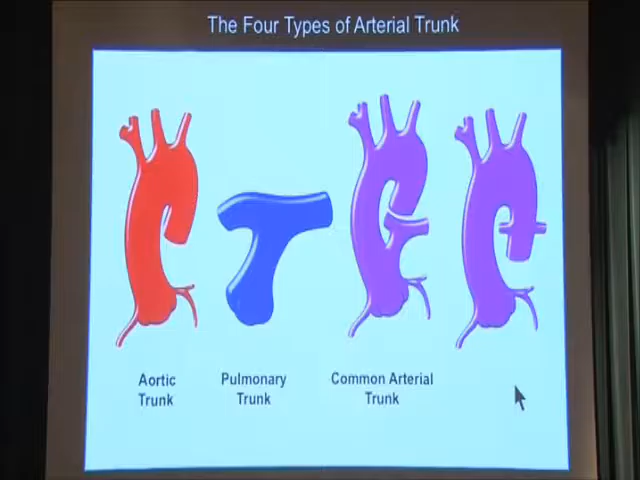 The Four Types of Arterial Trunk
Aortic
Trunk
Pulmonary
Trunk
Common Arterial
Trunk